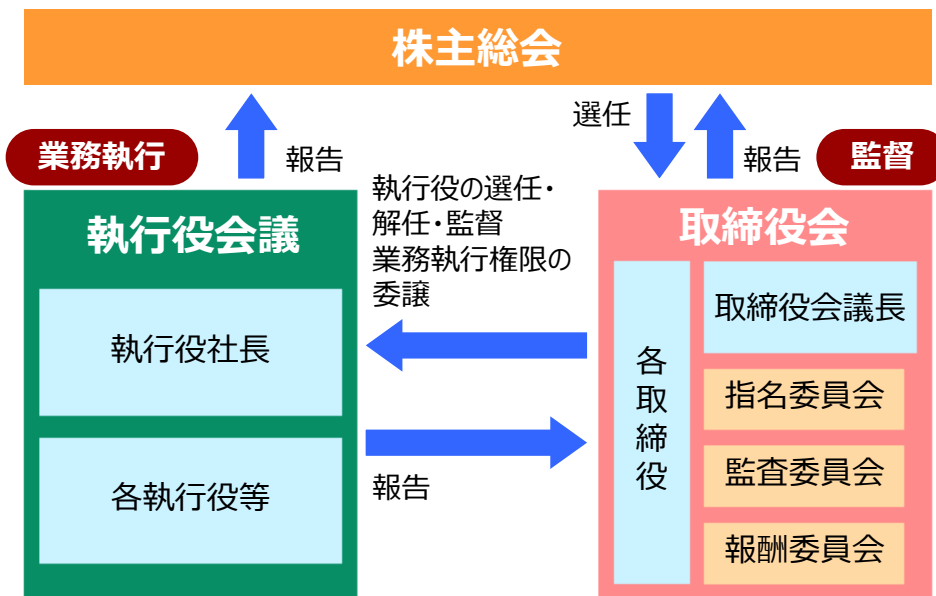 株主総会
選任
報告
報告
業務執行
監督
執行役会議
執行役社長
各執行役等
執行役の選任・
解任・監督
業務執行権限の
委譲
報告
取締役会
各取締役
取締役会議長
指名委員会
監査委員会
報酬委員会